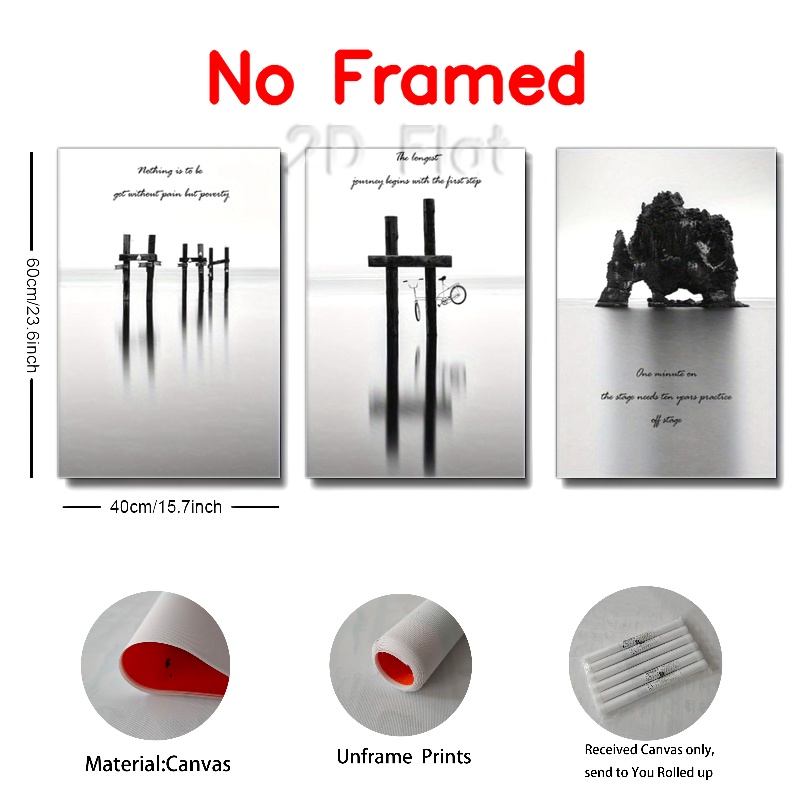 No Framed
2D Flat
Nothing is to be
got without pain but poverty
The longest
journey begins with the first step
One minute on
the stage needs ten years practice
off stage
60cm/23.6inch
40cm/15.7inch
Material:Canvas
Unframe Prints
Received Canvas only,
send to You Rolled up